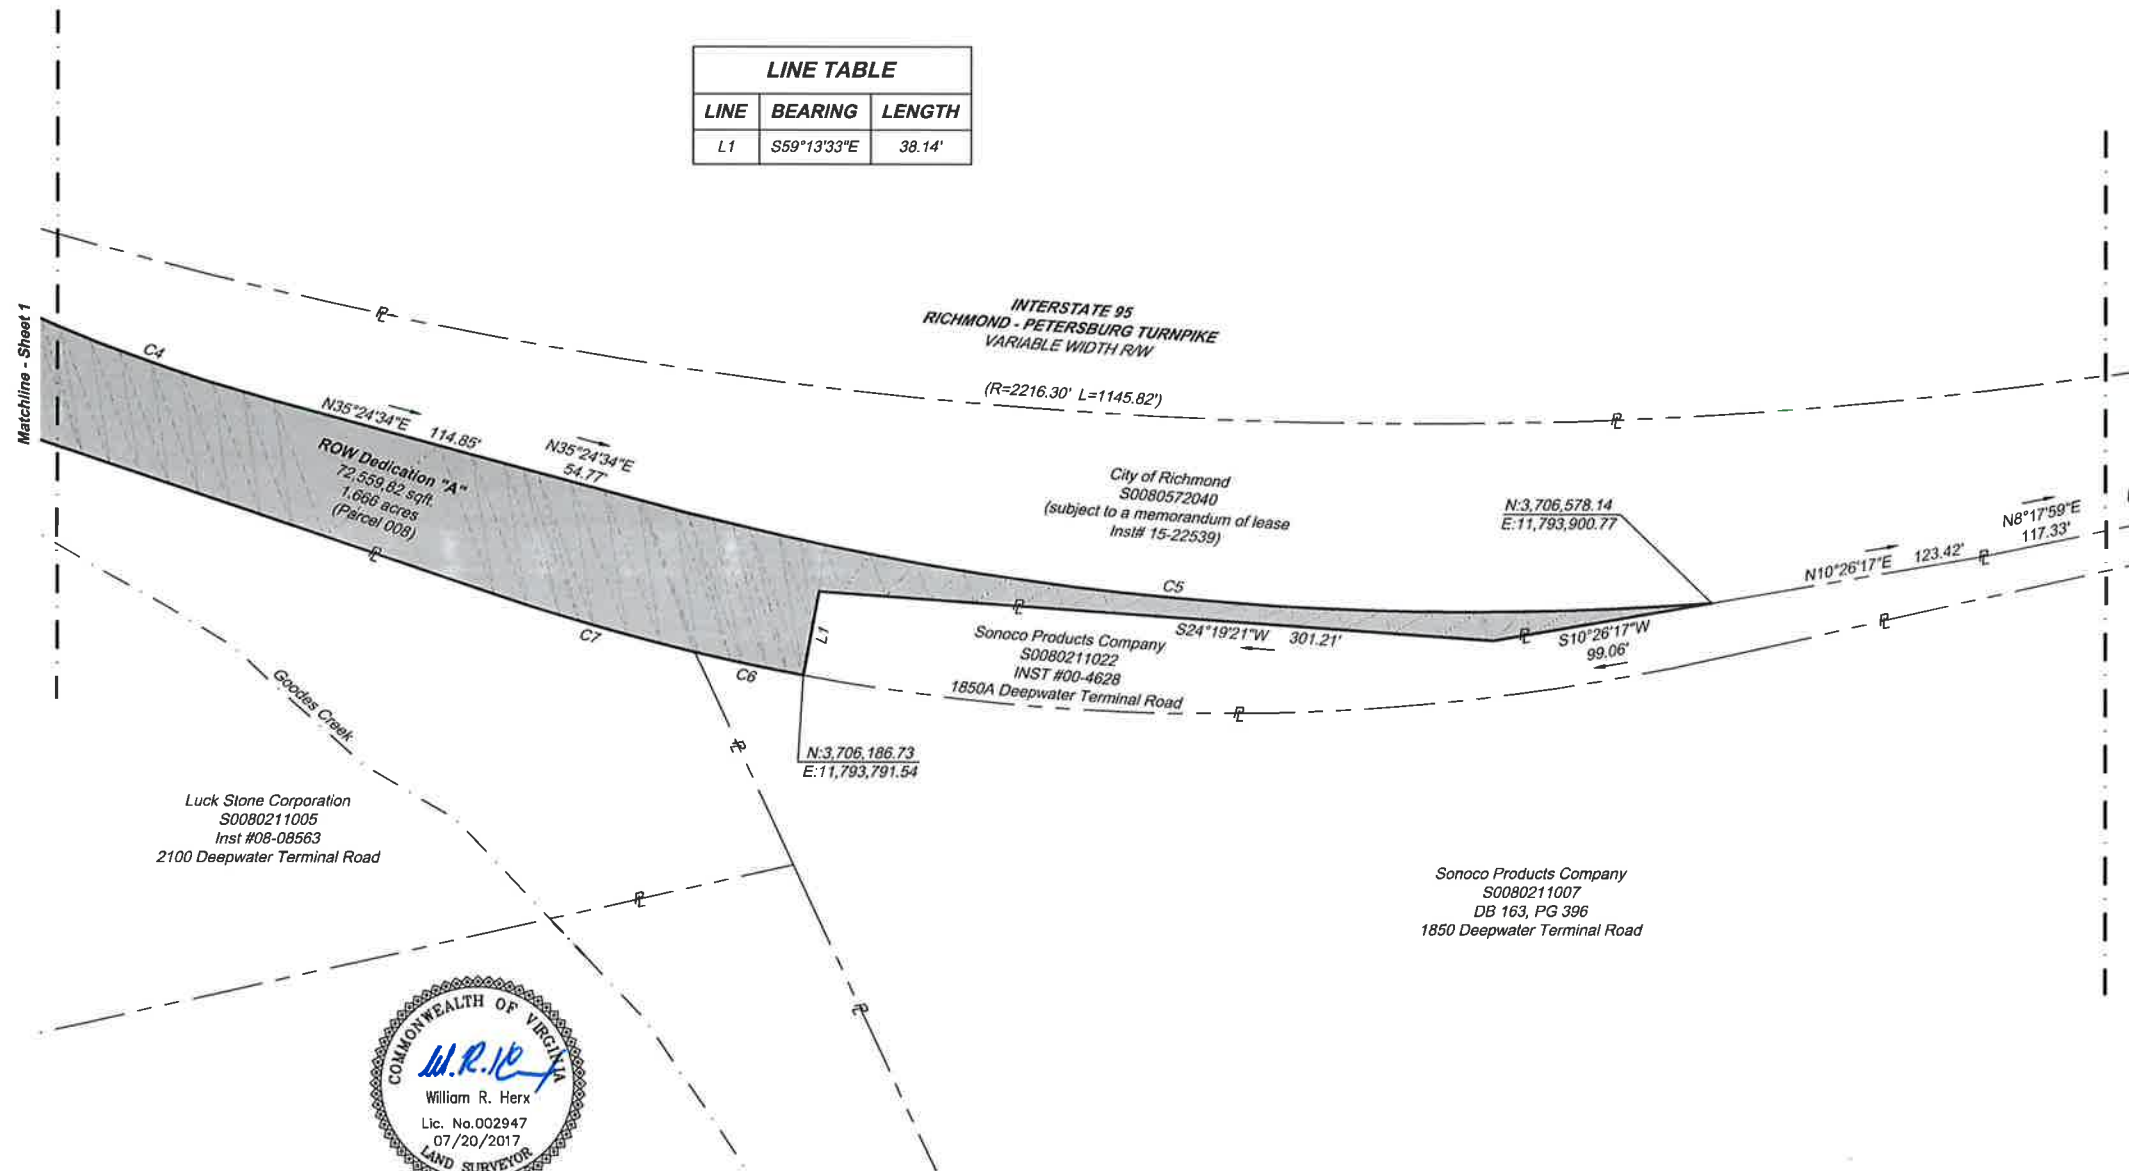 LINE TABLE
LINE BEARING LENGTH
L1 S59°13'33"E 38.14'
Matchline - Sheet 1
INTERSTATE 95
RICHMOND - PETERSBURG TURNPIKE
VARIABLE WIDTH R/W
(R=2216.30' L=1145.82')
C4
N35°24'34"E 114.85'
N35°24'34"E
54.77'
ROW Dedication "A"
72,559.82 sqft.
1.666 acres
(Parcel 008)
City of Richmond
S0080572040
(subject to a memorandum of lease
Inst# 15-22539)
N:3,706,578.14
E:11,793,900.77
N8°17'59"E
117.33'
N10°26'17"E 123.42'
C5
S24°19'21"W 301.21'
S10°26'17"W
99.06'
L1
C7
C6
Sonoco Products Company
S0080211022
INST #00-4628
1850A Deepwater Terminal Road
N:3,706,186.73
E:11,793,791.54
Goodes Creek
Luck Stone Corporation
S0080211005
Inst #08-08563
2100 Deepwater Terminal Road
Sonoco Products Company
S0080211007
DB 163, PG 396
1850 Deepwater Terminal Road
COMMONWEALTH OF VIRGINIA
William R. Herx
Lic. No.002947
07/20/2017
LAND SURVEYOR